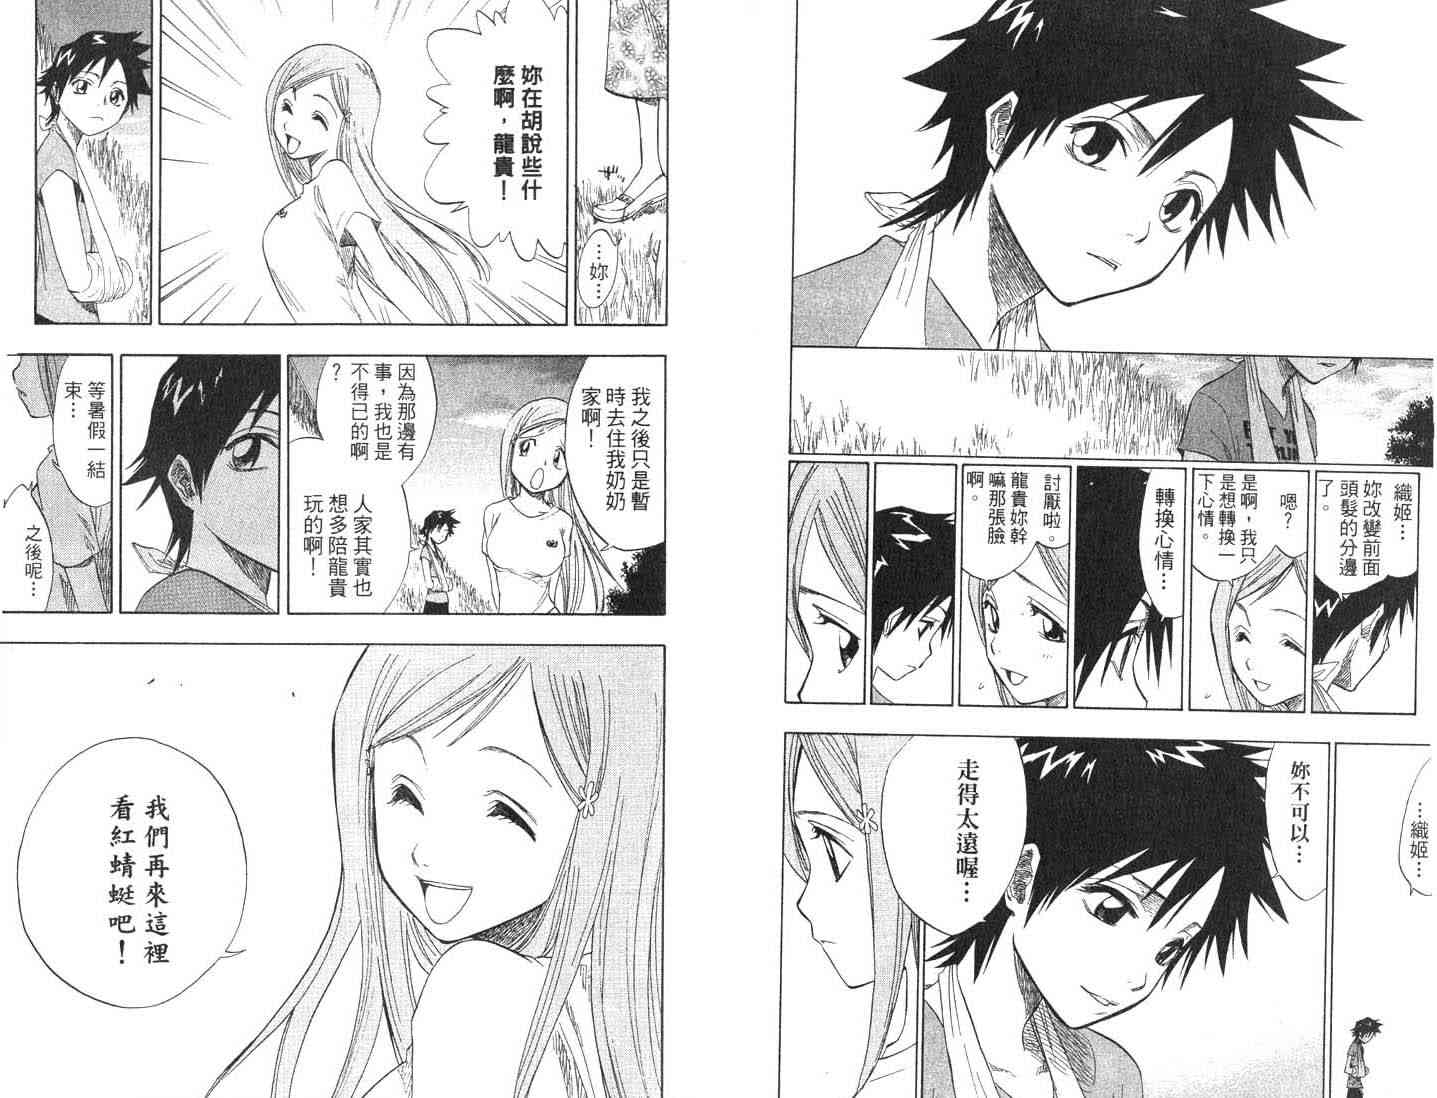 織姬…
妳改變前面
頭髮的分邊
了。
嗯?
是啊,我只
是想轉換一
下心情。
轉換心情…
討厭啦。
龍貴妳幹
嘛那張臉
啊。
…織姬…
妳不可以…
走得太遠喔…
…妳…
妳在胡說些什
麼啊,龍貴!
我之後只是暫
時去住我奶奶
家啊!
因為那邊有
事,我也是
不得已的啊
?
人家其實也
想多陪龍貴
玩的啊!
等暑假一結
束…
之後呢…
我們再來這裡
看紅蜻蜓吧!